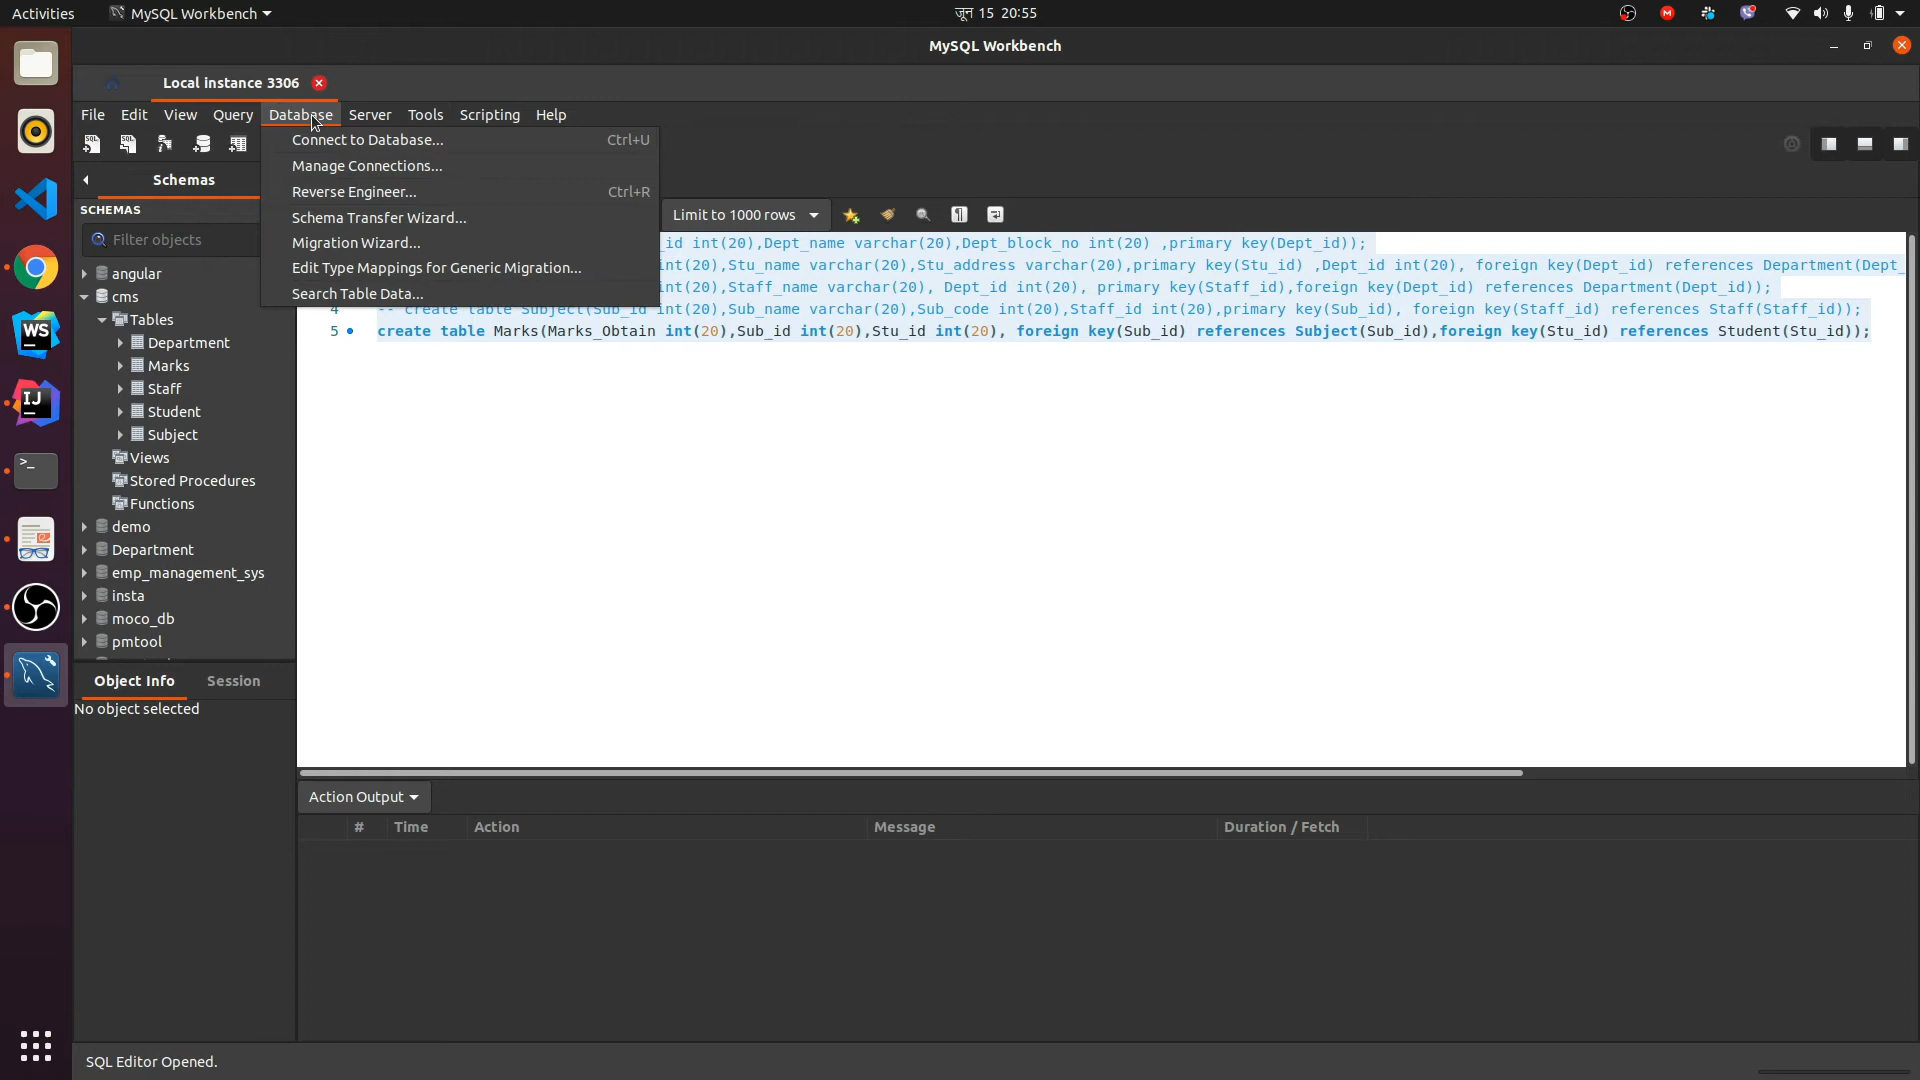 Activities MySQL Workbench जून 15 20:55
MySQL Workbench
Local instance 3306
File Edit View Query Database Server Tools Scripting Help
Connect to Database... Ctrl+U
Manage Connections...
Reverse Engineer... Ctrl+R
Schema Transfer Wizard...
Migration Wizard...
Edit Type Mappings for Generic Migration...
Search Table Data...
Schemas
SCHEMAS
Filter objects
angular
cms
Tables
Department
Marks
Staff
Student
Subject
Views
Stored Procedures
Functions
demo
Department
emp_management_sys
insta
moco_db
pmtool
Object Info Session
No object selected
Limit to 1000 rows
_id int(20),Dept_name varchar(20),Dept_block_no int(20) ,primary key(Dept_id));
int(20),Stu_name varchar(20),Stu_address varchar(20),primary key(Stu_id) ,Dept_id int(20), foreign key(Dept_id) references Department(Dept_
int(20),Staff_name varchar(20), Dept_id int(20), primary key(Staff_id),foreign key(Dept_id) references Department(Dept_id));
4 -- create table Subject(Sub_id int(20),Sub_name varchar(20),Sub_code int(20),Staff_id int(20),primary key(Sub_id), foreign key(Staff_id) references Staff(Staff_id));
5 create table Marks(Marks_Obtain int(20),Sub_id int(20),Stu_id int(20), foreign key(Sub_id) references Subject(Sub_id),foreign key(Stu_id) references Student(Stu_id));
Action Output
# Time Action Message Duration / Fetch
SQL Editor Opened.